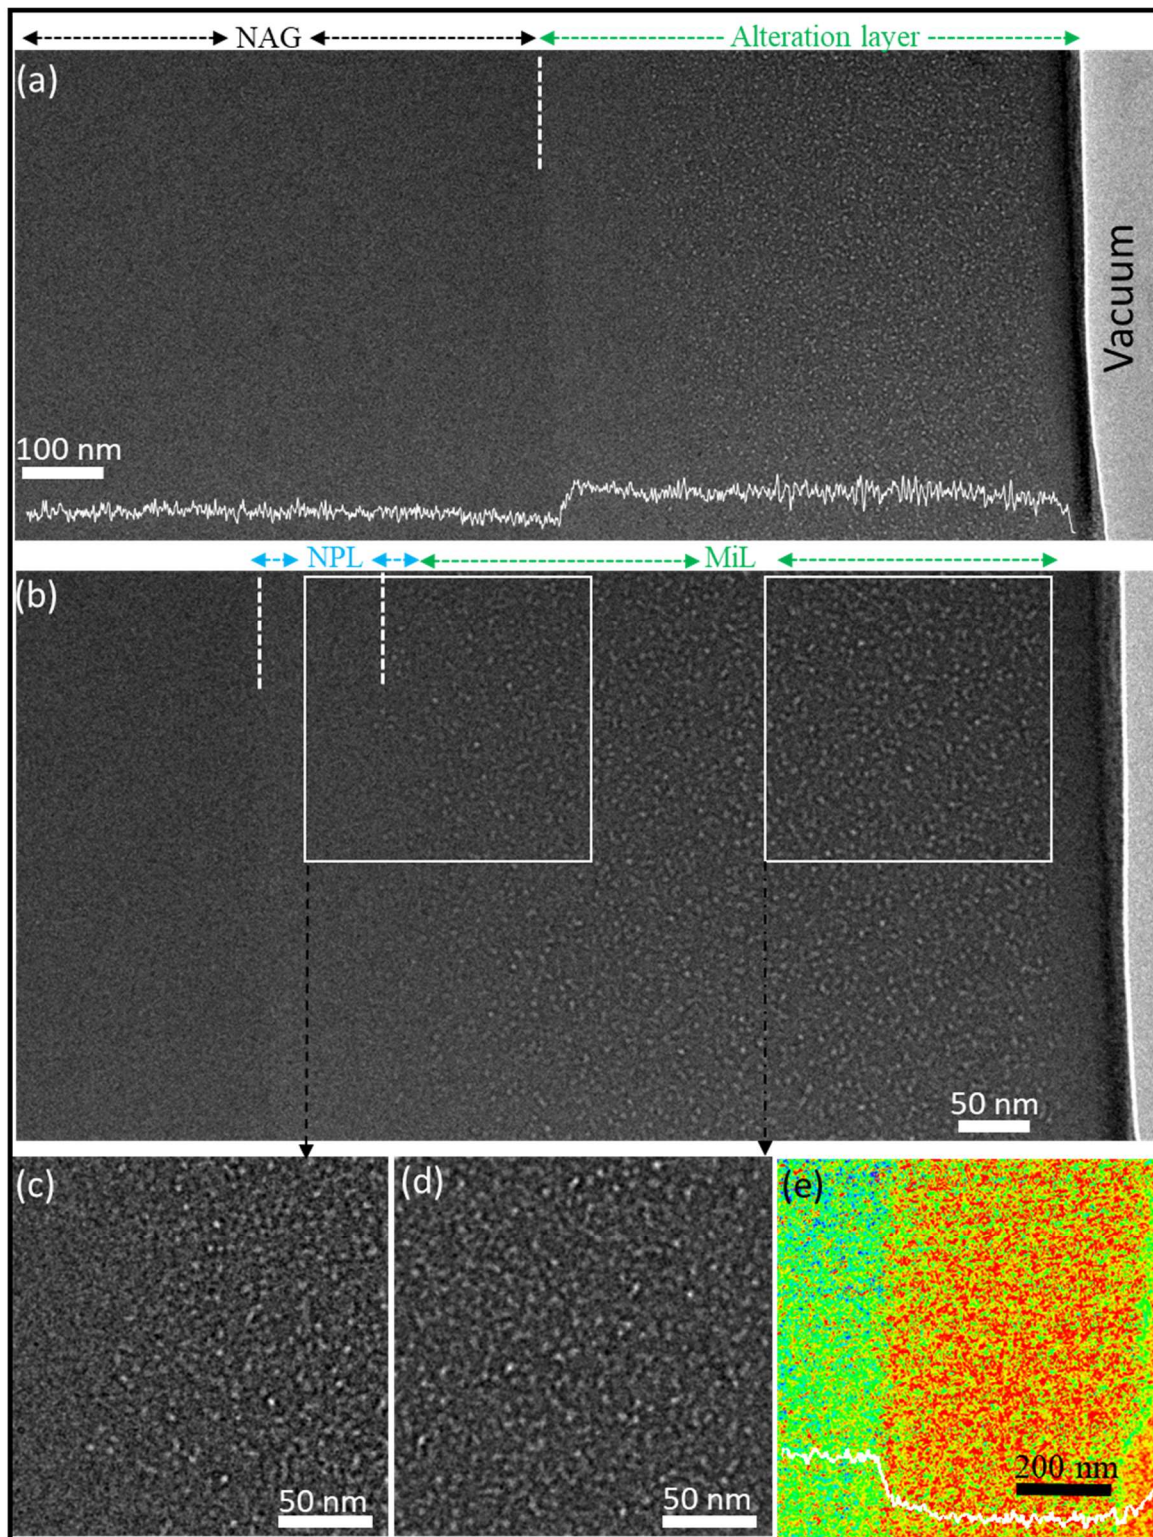 NAG Alteration layer
(a)
Vacuum
100 nm
NPL MiL
(b)
50 nm
(c) (d) (e)
200 nm
50 nm 50 nm